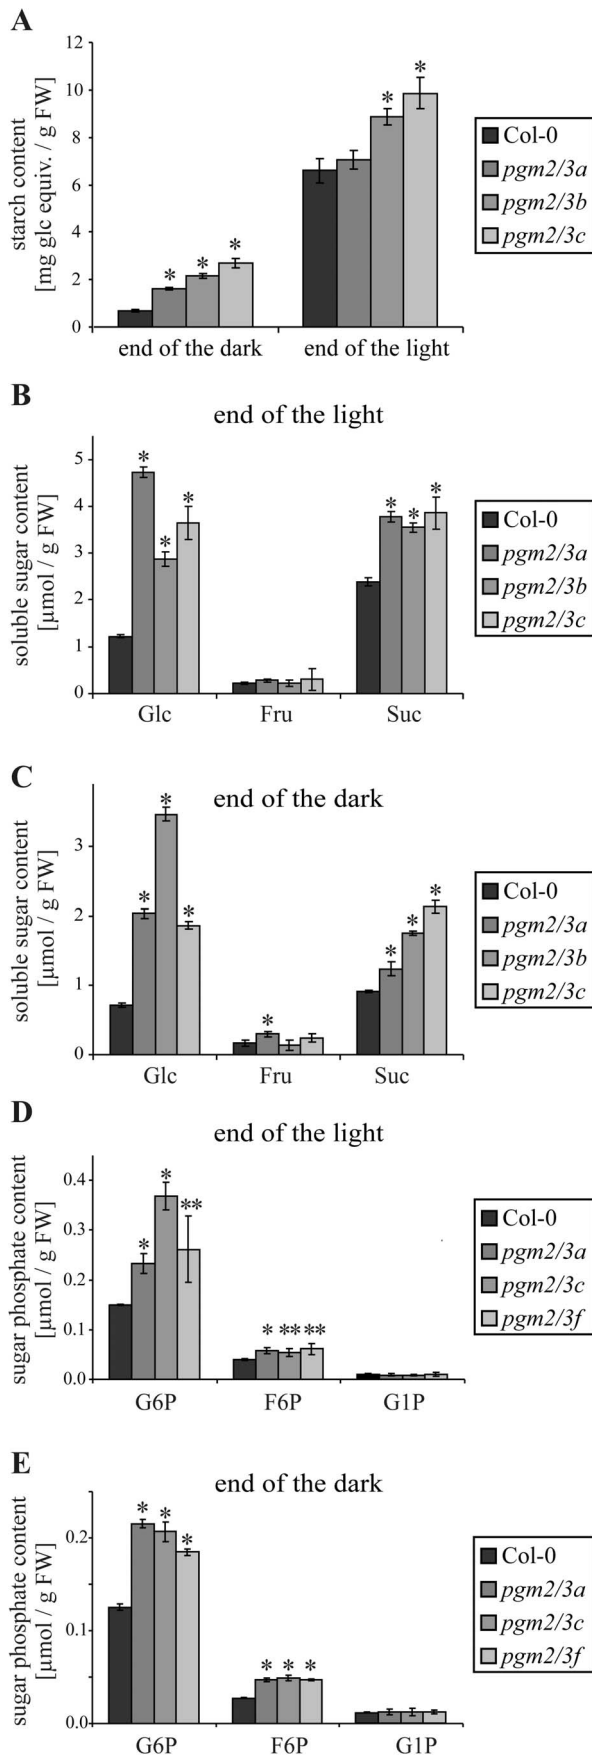 A
starch content
[mg glc equiv. / g FW]
12
10
8
6
4
2
0
* * *
* *
end of the dark
end of the light
Col-0
pgm2/3a
pgm2/3b
pgm2/3c
B
end of the light
soluble sugar content
[µmol / g FW]
5
4
3
2
1
0
* * *
* * *
Glc
Fru
Suc
Col-0
pgm2/3a
pgm2/3b
pgm2/3c
C
end of the dark
soluble sugar content
[µmol / g FW]
3
2
1
0
* * *
*
* * *
Glc
Fru
Suc
Col-0
pgm2/3a
pgm2/3b
pgm2/3c
D
end of the light
sugar phosphate content
[µmol / g FW]
0.4
0.3
0.2
0.1
0.0
* * **
* ** **
G6P
F6P
G1P
Col-0
pgm2/3a
pgm2/3c
pgm2/3f
E
end of the dark
sugar phosphate content
[µmol / g FW]
0.2
0.1
0.0
* * *
* * *
G6P
F6P
G1P
Col-0
pgm2/3a
pgm2/3c
pgm2/3f